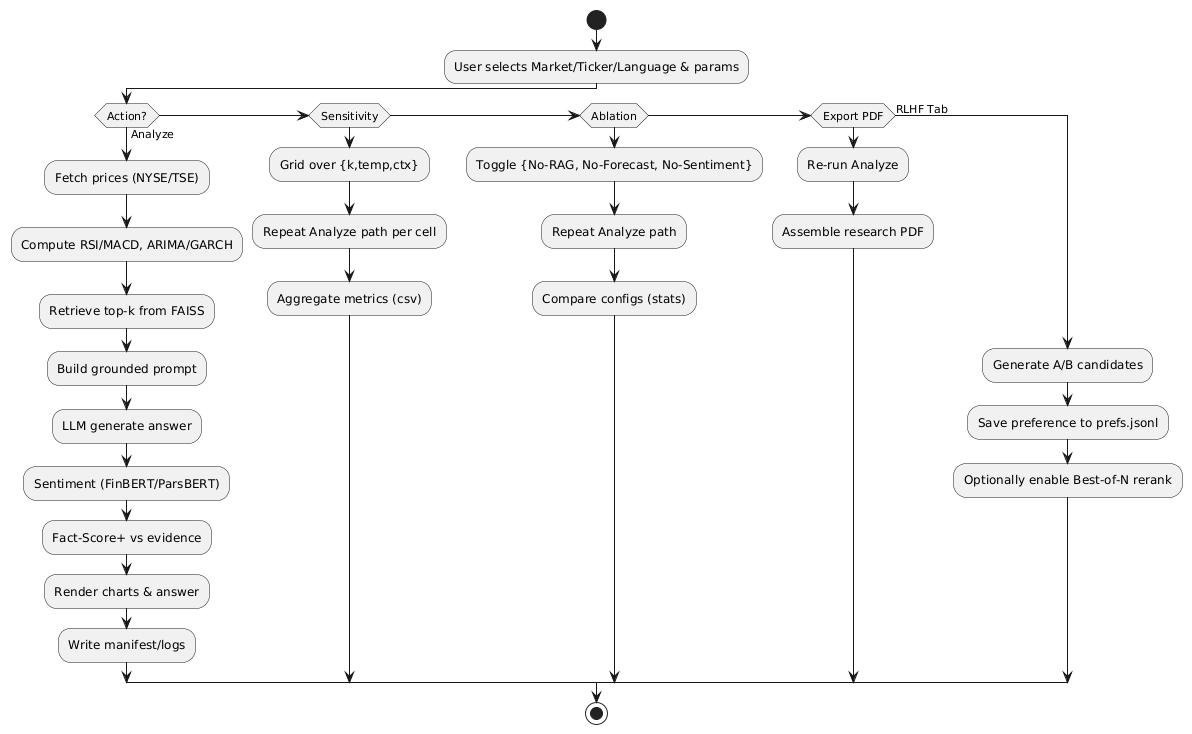 User selects Market/Ticker/Language & params
Action?
Analyze
Fetch prices (NYSE/TSE)
Compute RSI/MACD, ARIMA/GARCH
Retrieve top-k from FAISS
Build grounded prompt
LLM generate answer
Sentiment (FinBERT/ParsBERT)
Fact-Score+ vs evidence
Render charts & answer
Write manifest/logs
Sensitivity
Grid over {k,temp,ctx}
Repeat Analyze path per cell
Aggregate metrics (csv)
Ablation
Toggle {No-RAG, No-Forecast, No-Sentiment}
Repeat Analyze path
Compare configs (stats)
Export PDF
Re-run Analyze
Assemble research PDF
RLHF Tab
Generate A/B candidates
Save preference to prefs.jsonl
Optionally enable Best-of-N rerank